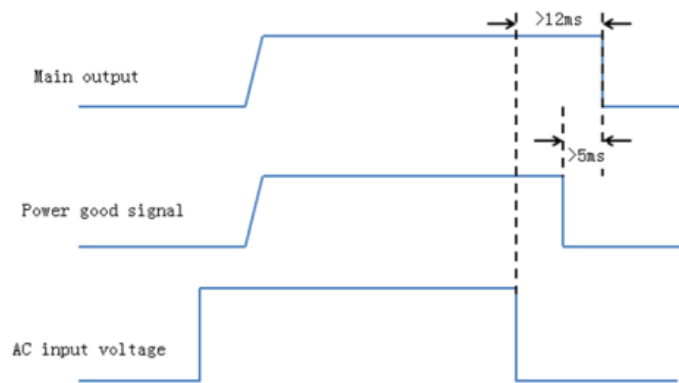 >12ms
Main output
>5ms
Power good signal
AC input voltage